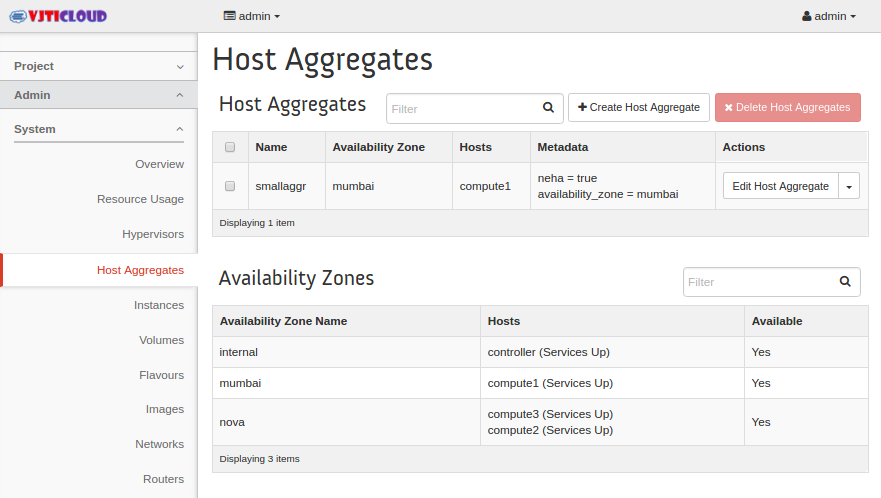 VJTICLOUD
admin
admin
Project
Admin
System
Overview
Resource Usage
Hypervisors
Host Aggregates
Instances
Volumes
Flavours
Images
Networks
Routers
Host Aggregates
Host Aggregates
Filter
Create Host Aggregate
Delete Host Aggregates
Name Availability Zone Hosts Metadata Actions
smallaggr mumbai compute1 neha = true
availability_zone = mumbai
Edit Host Aggregate
Displaying 1 item
Availability Zones
Filter
Availability Zone Name Hosts Available
internal controller (Services Up) Yes
mumbai compute1 (Services Up) Yes
nova compute3 (Services Up)
compute2 (Services Up) Yes
Displaying 3 items